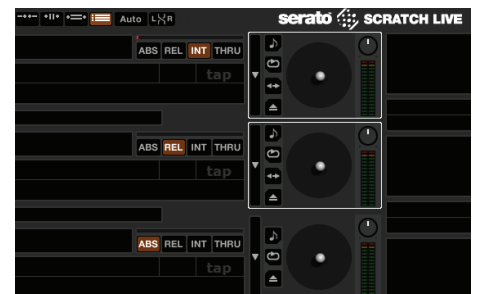 Auto L R serato SCRATCH LIVE
ABS REL INT THRU
tap
ABS REL INT THRU
tap
ABS REL INT THRU
tap